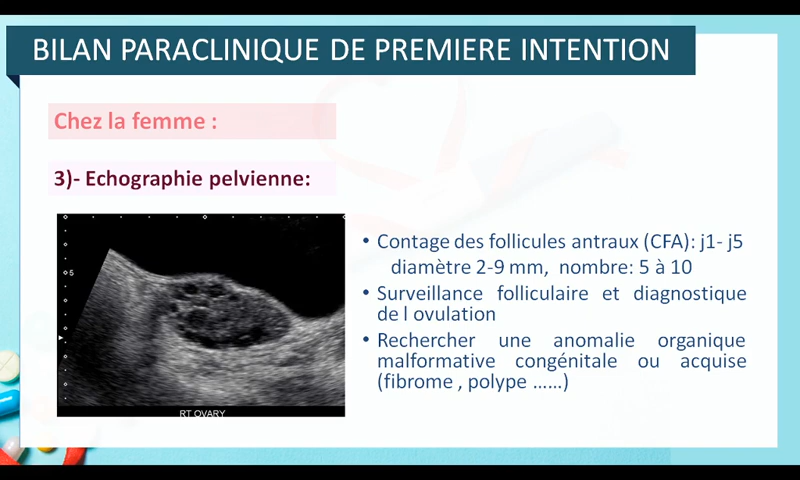 BILAN PARACLINIQUE DE PREMIERE INTENTION
Chez la femme :
3)- Echographie pelvienne:
5
RT OVARY
• Contage des follicules antraux (CFA): j1- j5
diamètre 2-9 mm, nombre: 5 à 10
• Surveillance folliculaire et diagnostique
de l ovulation
• Rechercher une anomalie organique
malformative congénitale ou acquise
(fibrome , polype ……)